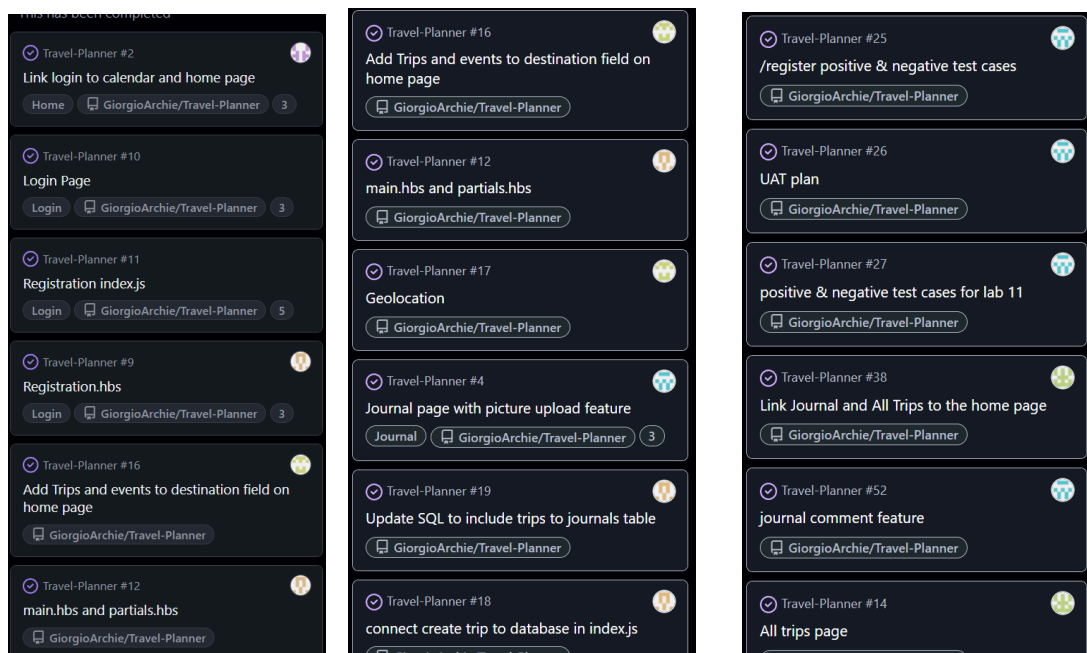 This has been completed
Travel-Planner #2
Link login to calendar and home page
Home GiorgioArchie/Travel-Planner 3
Travel-Planner #10
Login Page
Login GiorgioArchie/Travel-Planner 3
Travel-Planner #11
Registration index.js
Login GiorgioArchie/Travel-Planner 5
Travel-Planner #9
Registration.hbs
Login GiorgioArchie/Travel-Planner 3
Travel-Planner #16
Add Trips and events to destination field on
home page
GiorgioArchie/Travel-Planner
Travel-Planner #12
main.hbs and partials.hbs
GiorgioArchie/Travel-Planner
Travel-Planner #16
Add Trips and events to destination field on
home page
GiorgioArchie/Travel-Planner
Travel-Planner #12
main.hbs and partials.hbs
GiorgioArchie/Travel-Planner
Travel-Planner #17
Geolocation
GiorgioArchie/Travel-Planner
Travel-Planner #4
Journal page with picture upload feature
Journal GiorgioArchie/Travel-Planner 3
Travel-Planner #19
Update SQL to include trips to journals table
GiorgioArchie/Travel-Planner
Travel-Planner #18
connect create trip to database in index.js
GiorgioArchie/Travel-Planner
Travel-Planner #25
/register positive & negative test cases
GiorgioArchie/Travel-Planner
Travel-Planner #26
UAT plan
GiorgioArchie/Travel-Planner
Travel-Planner #27
positive & negative test cases for lab 11
GiorgioArchie/Travel-Planner
Travel-Planner #38
Link Journal and All Trips to the home page
GiorgioArchie/Travel-Planner
Travel-Planner #52
journal comment feature
GiorgioArchie/Travel-Planner
Travel-Planner #14
All trips page